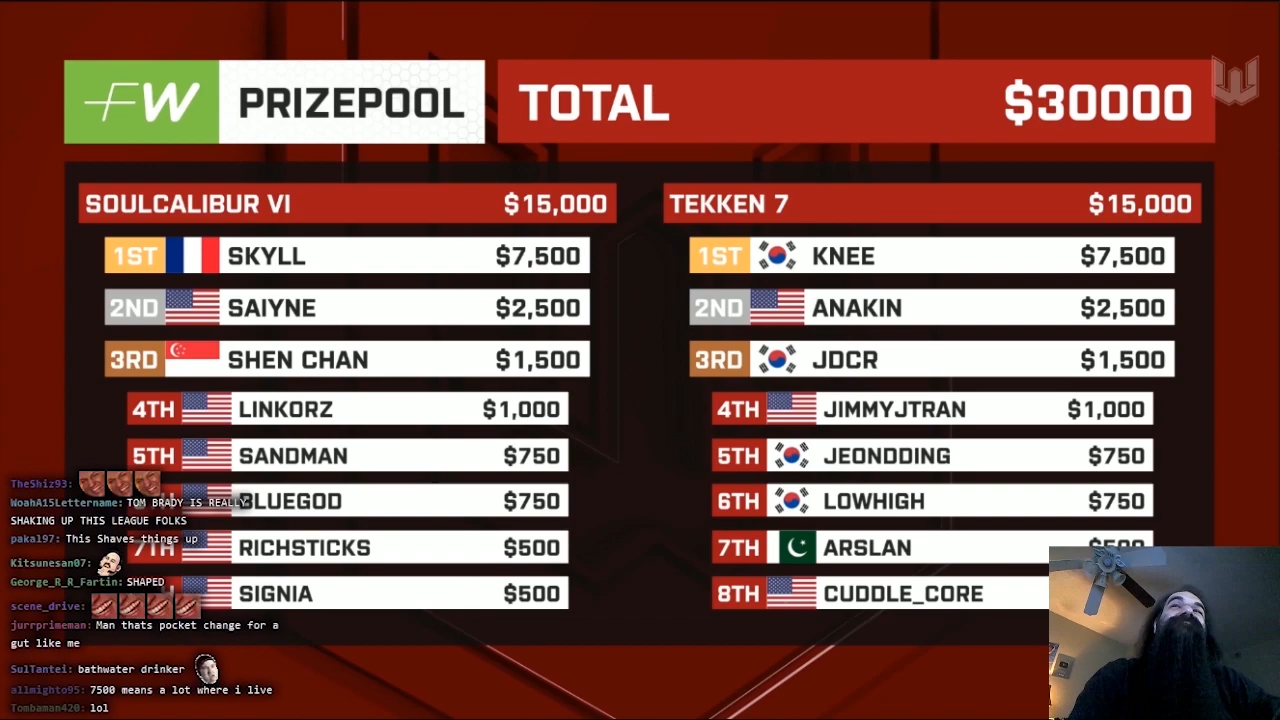 FW PRIZEPOOL
TOTAL $30000
SOULCALIBUR VI $15,000
1ST SKYLL $7,500
2ND SAIYNE $2,500
3RD SHEN CHAN $1,500
4TH LINKORZ $1,000
5TH SANDMAN $750
BLUEGOD $750
7TH RICHSTICKS $500
SIGNIA $500
TEKKEN 7 $15,000
1ST KNEE $7,500
2ND ANAKIN $2,500
3RD JDCR $1,500
4TH JIMMYJTRAN $1,000
5TH JEONDDING $750
6TH LOWHIGH $750
7TH ARSLAN $500
8TH CUDDLE_CORE
TheShiz93:
WoahA15Lettername: TOM BRADY IS REALLY
SHAKING UP THIS LEAGUE FOLKS
pakal97: This Shaves things up
Kitsunesan07:
George_R_R_Fartin: SHAPED
scene_drive:
jurrprimeman: Man thats pocket change for a
gut like me
SulTantei: bathwater drinker
allmighto95: 7500 means a lot where i live
Tombaman420: lol